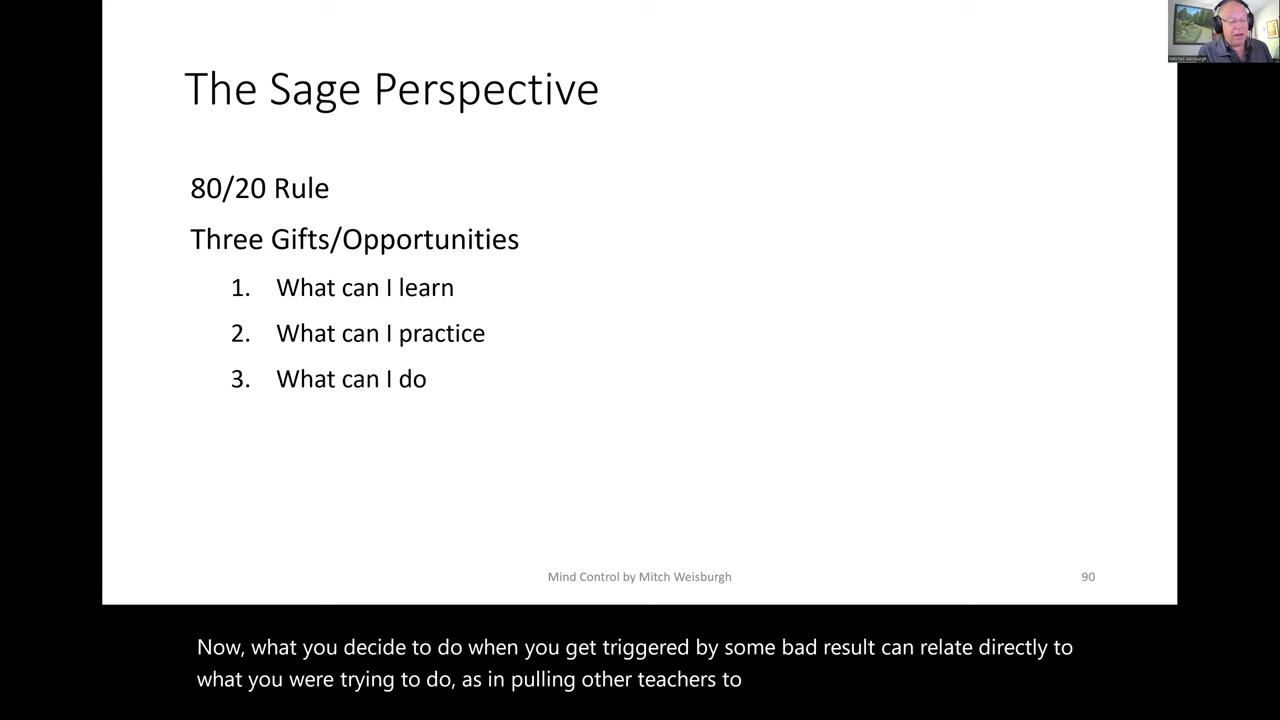 Mitchel Weisburgh
The Sage Perspective
80/20 Rule
Three Gifts/Opportunities
1. What can I learn
2. What can I practice
3. What can I do
Mind Control by Mitch Weisburgh
90
Now, what you decide to do when you get triggered by some bad result can relate directly to
what you were trying to do, as in pulling other teachers to